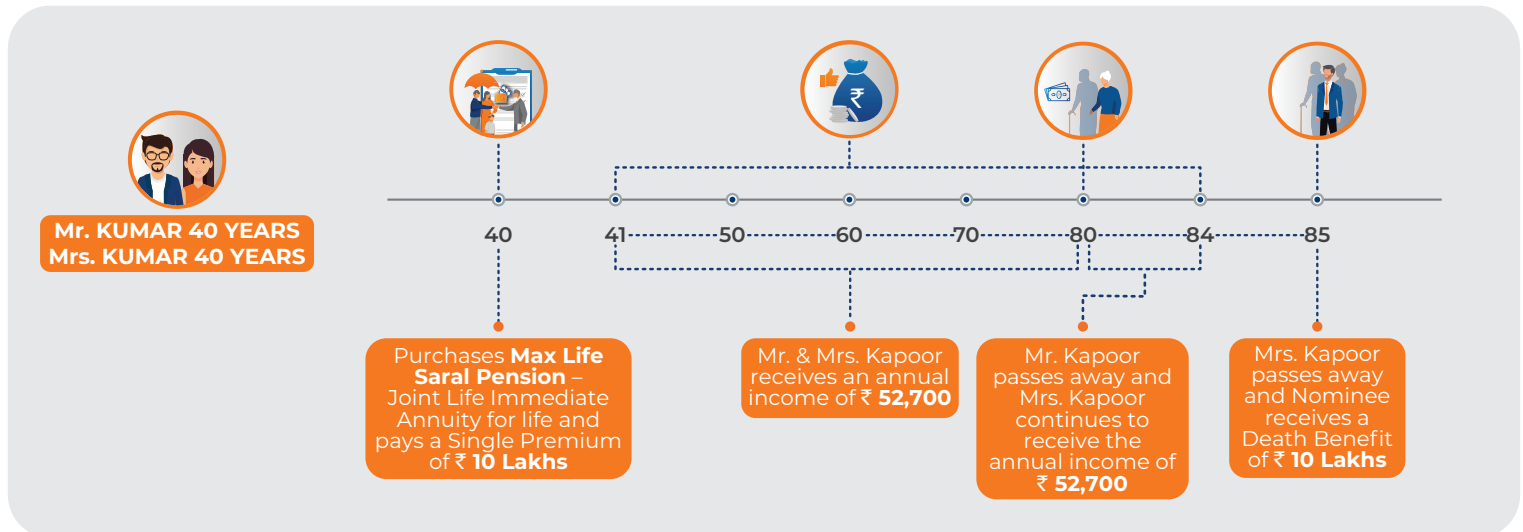 Mr. KUMAR 40 YEARS
Mrs. KUMAR 40 YEARS
₹
40 41 50 60 70 80 84 85
Purchases Max Life
Saral Pension –
Joint Life Immediate
Annuity for life and
pays a Single Premium
of ₹ 10 Lakhs
Mr. & Mrs. Kapoor
receives an annual
income of ₹ 52,700
Mr. Kapoor
passes away and
Mrs. Kapoor
continues to
receive the
annual income of
₹ 52,700
Mrs. Kapoor
passes away
and Nominee
receives a
Death Benefit
of ₹ 10 Lakhs